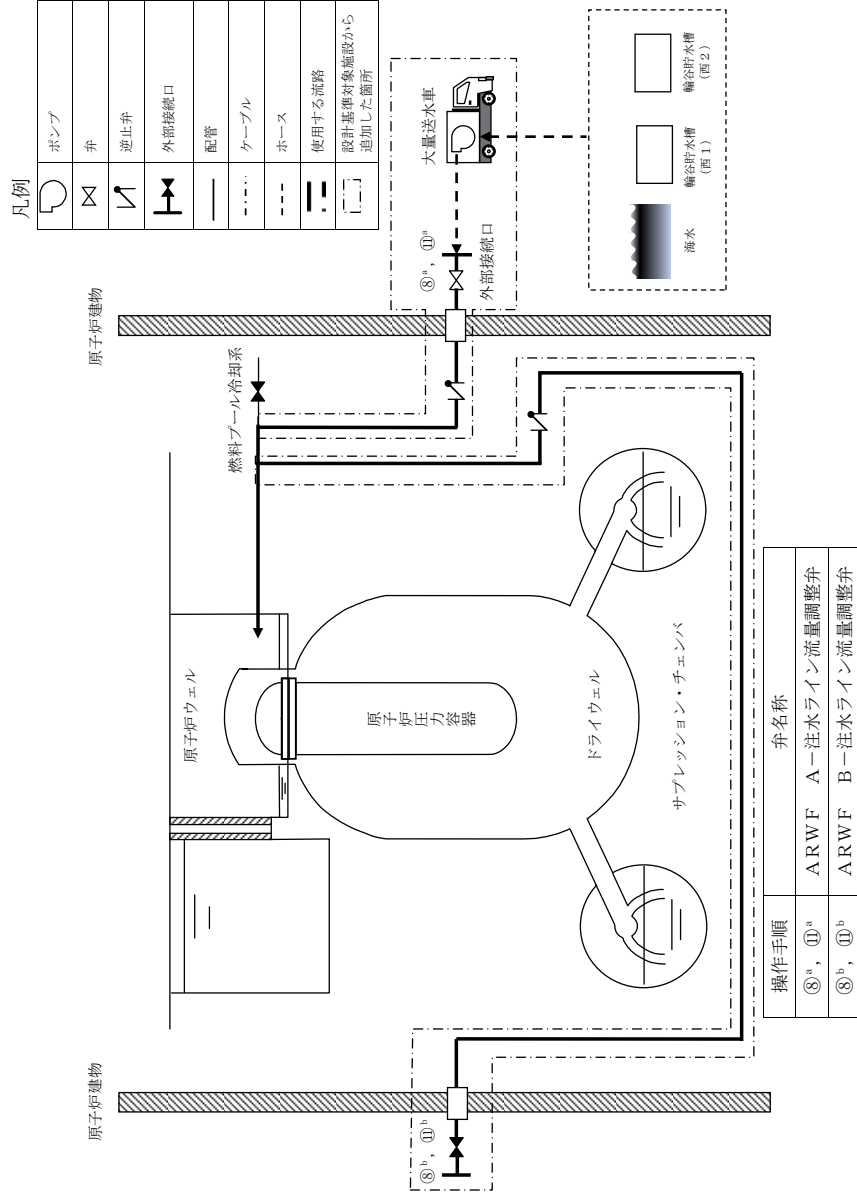 凡例
ポンプ
弁
逆止弁
外部接続口
配管
ケーブル
ホース
使用する流路
設計基準対象施設から
追加した箇所
原子炉建物
原子炉建物
燃料プール冷却系
大量送水車
⑧ᵃ, ⑪ᵃ
外部接続口
海水
輪谷貯水槽
(西1)
輪谷貯水槽
(西2)
原子炉ウェル
原子炉圧力容器
ドライウェル
サプレッション・チェンバ
⑧ᵇ, ⑪ᵇ
操作手順 弁名称
⑧ᵃ, ⑪ᵃ ARWF A-注水ライン流量調整弁
⑧ᵇ, ⑪ᵇ ARWF B-注水ライン流量調整弁